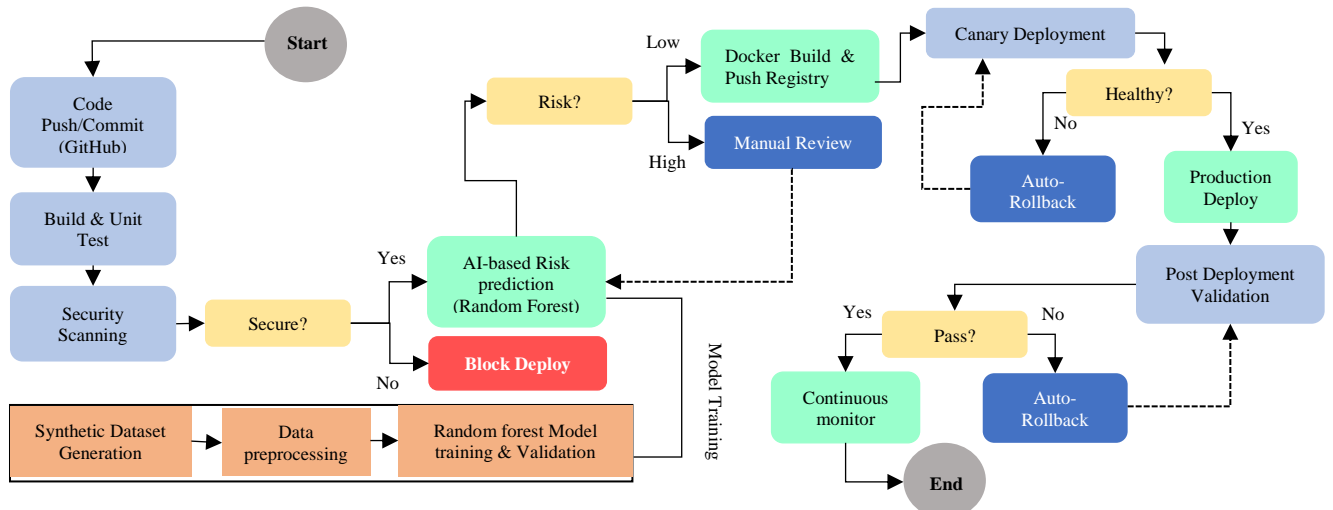 Start
Code
Push/Commit
(GitHub)
Build & Unit
Test
Security
Scanning
Secure?
Yes
No
AI-based Risk
prediction
(Random Forest)
Block Deploy
Synthetic Dataset
Generation
Data
preprocessing
Random forest Model
training & Validation
Model Training
Risk?
Low
High
Docker Build &
Push Registry
Manual Review
Canary Deployment
Healthy?
No
Yes
Auto-
Rollback
Production
Deploy
Post Deployment
Validation
Pass?
Yes
No
Continuous
monitor
Auto-
Rollback
End